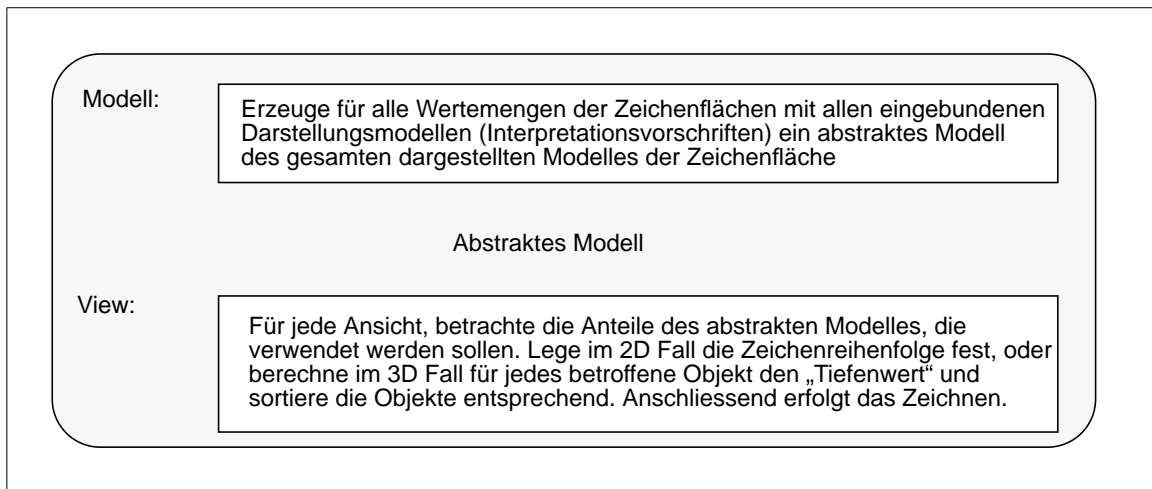 Modell:
Erzeuge für alle Wertemengen der Zeichenflächen mit allen eingebundenen
Darstellungsmodellen (Interpretationsvorschriften) ein abstraktes Modell
des gesamten dargestellten Modelles der Zeichenfläche
Abstraktes Modell
View:
Für jede Ansicht, betrachte die Anteile des abstrakten Modelles, die
verwendet werden sollen. Lege im 2D Fall die Zeichenreihenfolge fest, oder
berechne im 3D Fall für jedes betroffene Objekt den „Tiefenwert“ und
sortiere die Objekte entsprechend. Anschliessend erfolgt das Zeichnen.